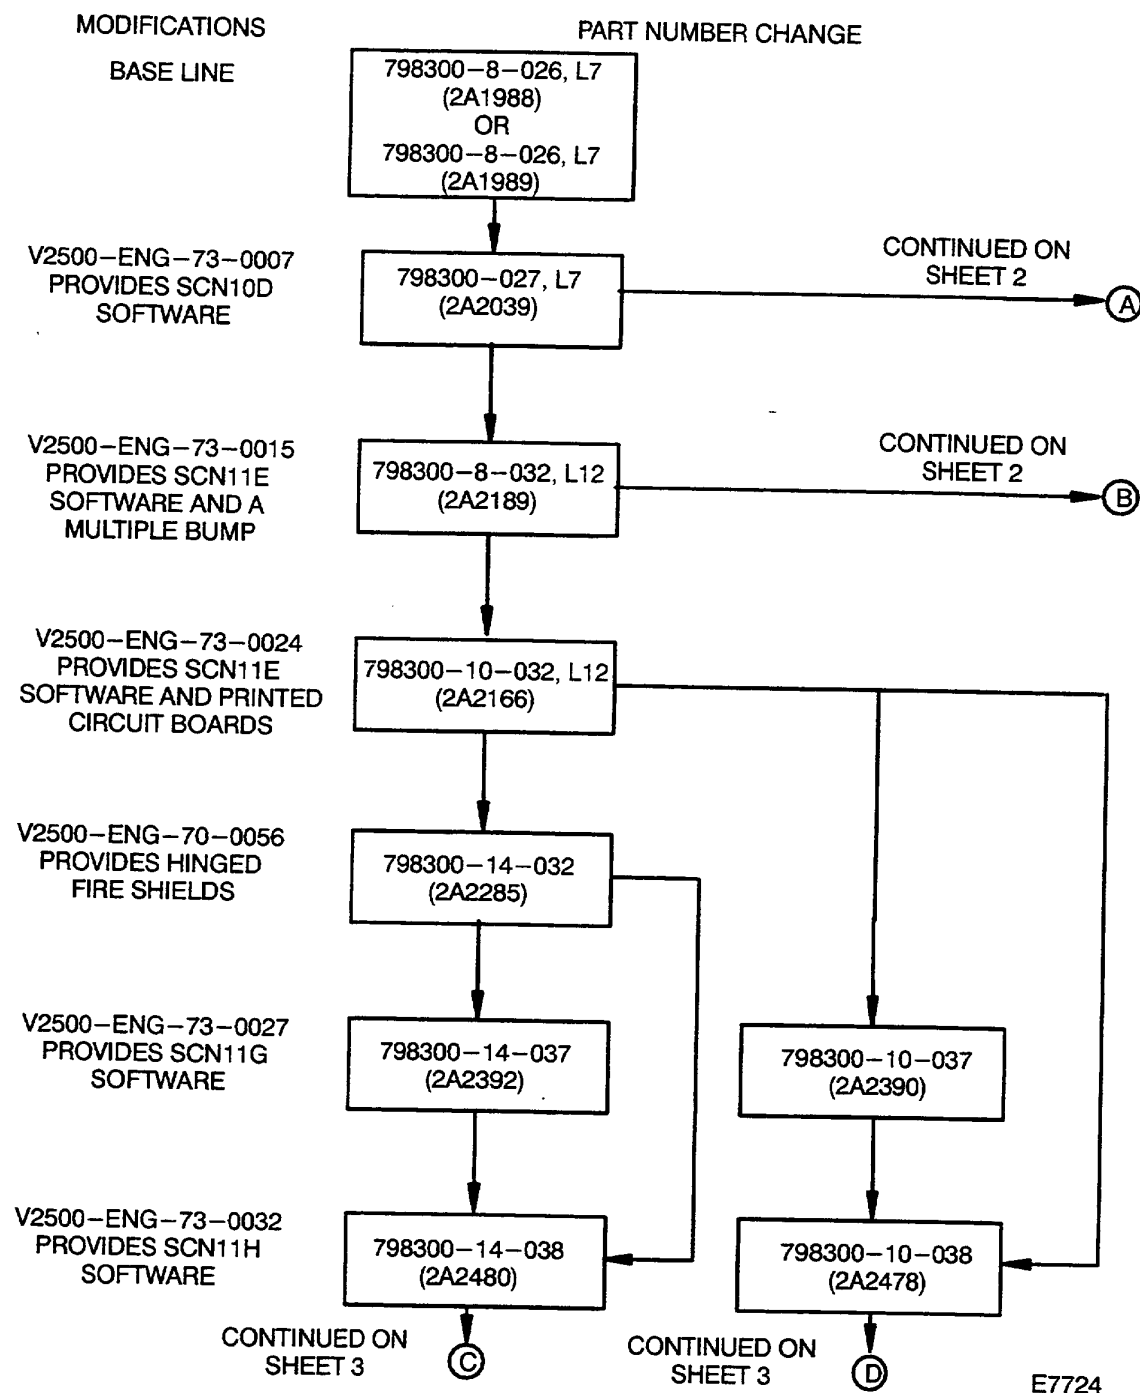 MODIFICATIONS
PART NUMBER CHANGE
BASE LINE
798300-8-026, L7
(2A1988)
OR
798300-8-026, L7
(2A1989)
V2500-ENG-73-0007
PROVIDES SCN10D
SOFTWARE
798300-027, L7
(2A2039)
CONTINUED ON
SHEET 2
A
V2500-ENG-73-0015
PROVIDES SCN11E
SOFTWARE AND A
MULTIPLE BUMP
798300-8-032, L12
(2A2189)
CONTINUED ON
SHEET 2
B
V2500-ENG-73-0024
PROVIDES SCN11E
SOFTWARE AND PRINTED
CIRCUIT BOARDS
798300-10-032, L12
(2A2166)
V2500-ENG-70-0056
PROVIDES HINGED
FIRE SHIELDS
798300-14-032
(2A2285)
V2500-ENG-73-0027
PROVIDES SCN11G
SOFTWARE
798300-14-037
(2A2392)
798300-10-037
(2A2390)
V2500-ENG-73-0032
PROVIDES SCN11H
SOFTWARE
798300-14-038
(2A2480)
798300-10-038
(2A2478)
CONTINUED ON
SHEET 3
C
CONTINUED ON
SHEET 3
D
E7724